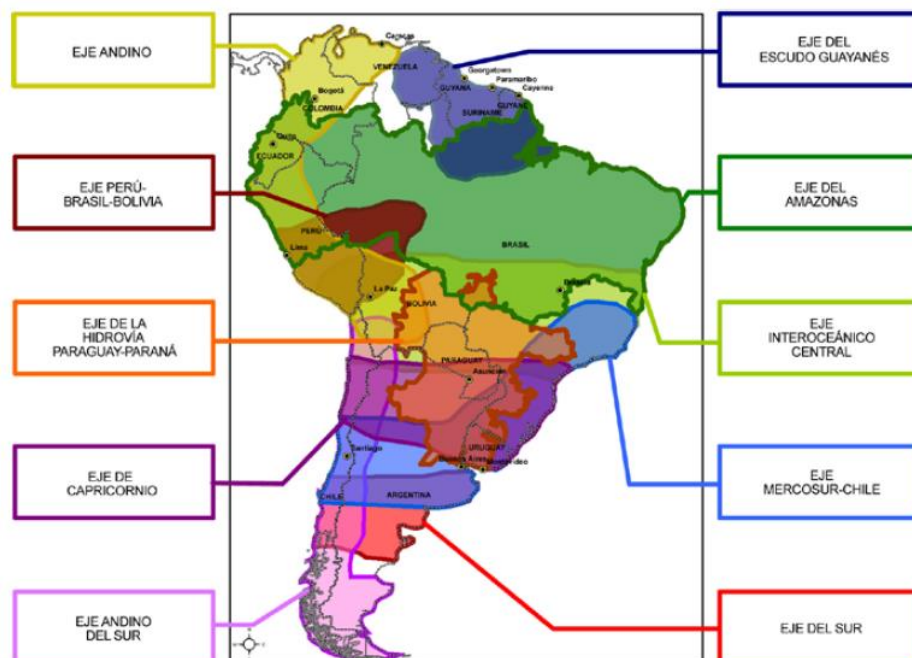 EJE ANDINO
EJE PERÚ-
BRASIL-BOLIVIA
EJE DE LA
HIDROVÍA
PARAGUAY-PARANÁ
EJE DE
CAPRICORNIO
EJE ANDINO
DEL SUR
Caracas
VENEZUELA
Georgetown
Paramaribo
GUYANA
Cayenne
Bogotá
GUYANE
COLOMBIA
SURINAME
Quito
ECUADOR
PERÚ
Lima
BRASIL
La Paz
BOLIVIA
Brasilia
PARAGUAY
Asunción
URUGUAY
Santiago
Buenos Aires
Montevideo
CHILE
ARGENTINA
EJE DEL
ESCUDO GUAYANÉS
EJE DEL
AMAZONAS
EJE
INTEROCEÁNICO
CENTRAL
EJE
MERCOSUR-CHILE
EJE DEL SUR